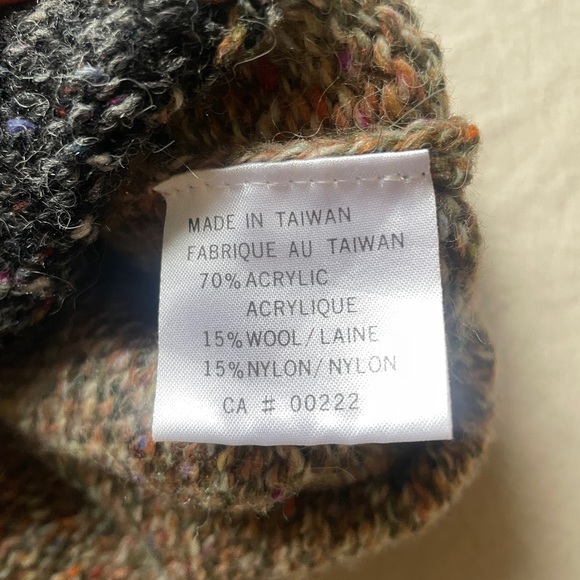 MADE IN TAIWAN
FABRIQUE AU TAIWAN
70% ACRYLIC
ACRYLIQUE
15% WOOL/LAINE
15% NYLON/NYLON
CA # 00222